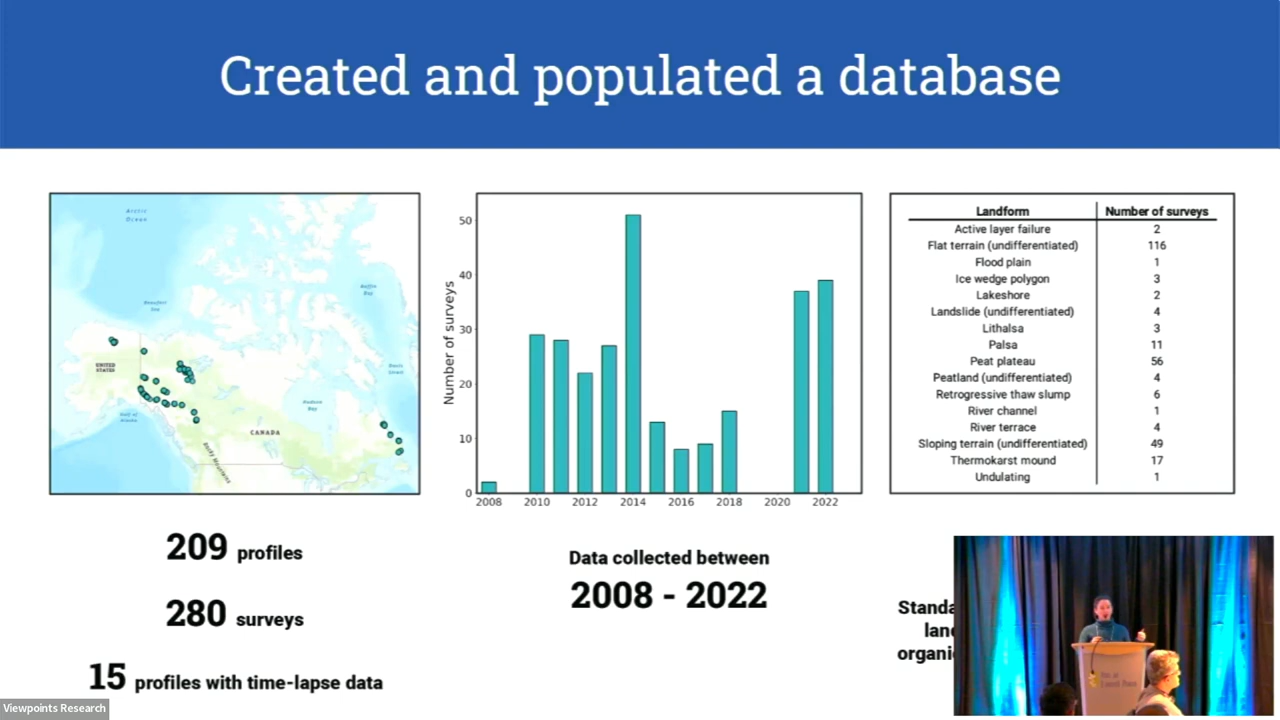 Created and populated a database
Arctic
Ocean
Beaufort
Sea
Baffin
Bay
UNITED
STATES
Gulf of
Alaska
Hudson
Bay
CANADA
Rocky Mountains
209 profiles
280 surveys
15 profiles with time-lapse data
Number of surveys
50
40
30
20
10
0
2008 2010 2012 2014 2016 2018 2020 2022
Data collected between
2008 - 2022
Landform Number of surveys
Active layer failure 2
Flat terrain (undifferentiated) 116
Flood plain 1
Ice wedge polygon 3
Lakeshore 2
Landslide (undifferentiated) 4
Lithalsa 3
Palsa 11
Peat plateau 56
Peatland (undifferentiated) 4
Retrogressive thaw slump 6
River channel 1
River terrace 4
Sloping terrain (undifferentiated) 49
Thermokarst mound 17
Undulating 1
Standa
lan
organi
Viewpoints Research